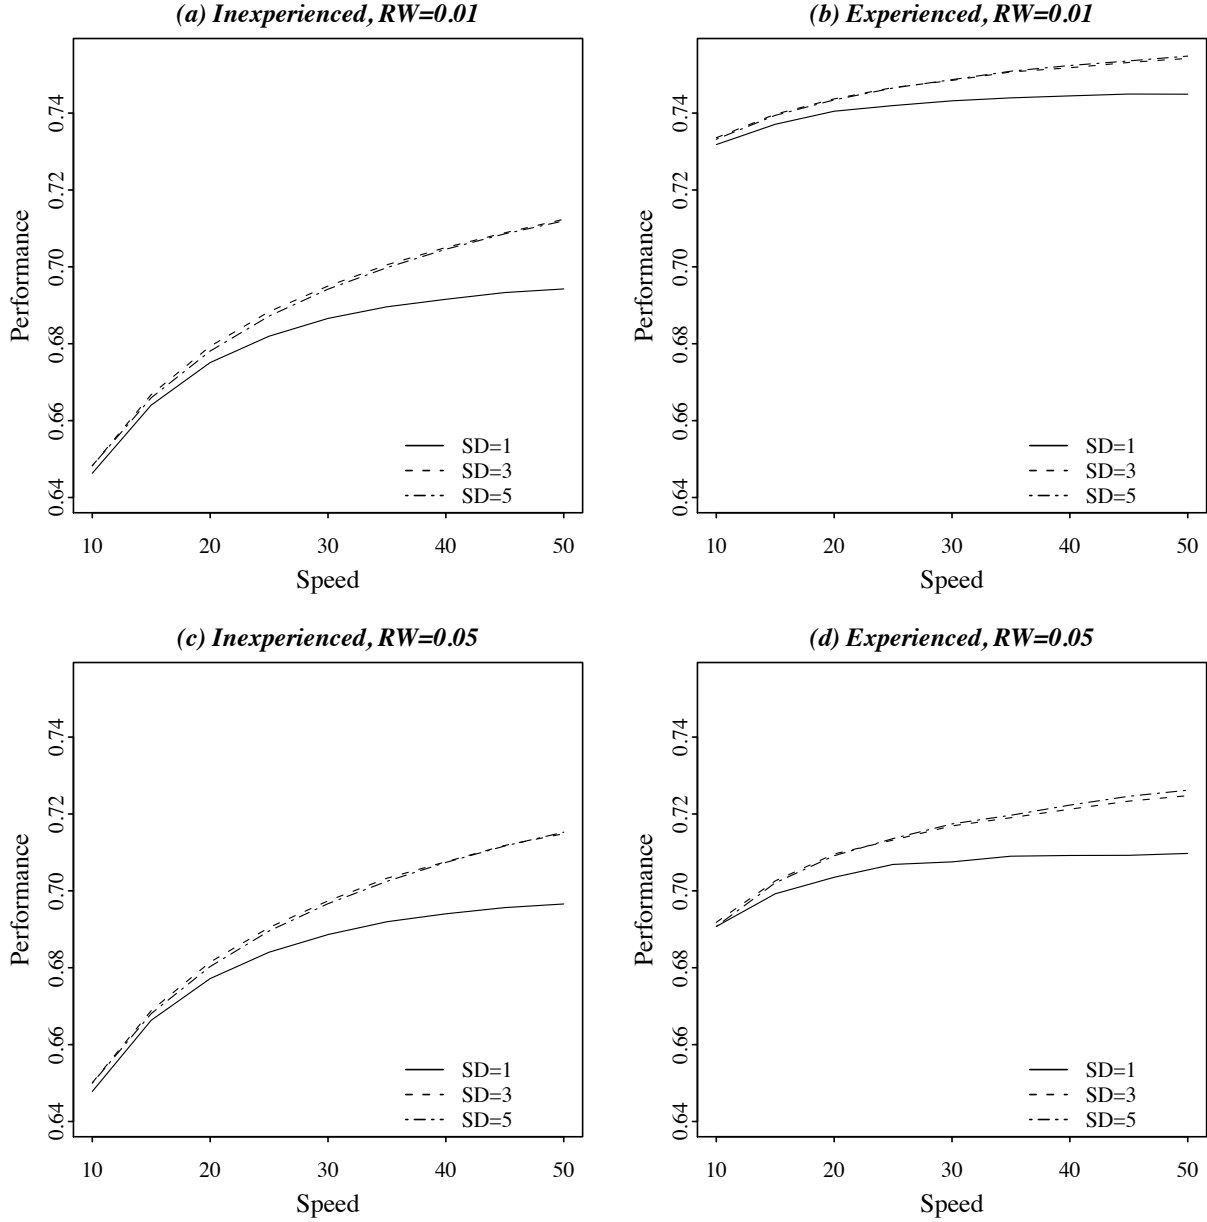 (a) Inexperienced, RW=0.01
Performance
0.74
0.72
0.70
0.68
0.66
0.64
SD=1
SD=3
SD=5
10 20 30 40 50
Speed
(b) Experienced, RW=0.01
Performance
0.74
0.72
0.70
0.68
0.66
0.64
SD=1
SD=3
SD=5
10 20 30 40 50
Speed
(c) Inexperienced, RW=0.05
Performance
0.74
0.72
0.70
0.68
0.66
0.64
SD=1
SD=3
SD=5
10 20 30 40 50
Speed
(d) Experienced, RW=0.05
Performance
0.74
0.72
0.70
0.68
0.66
0.64
SD=1
SD=3
SD=5
10 20 30 40 50
Speed